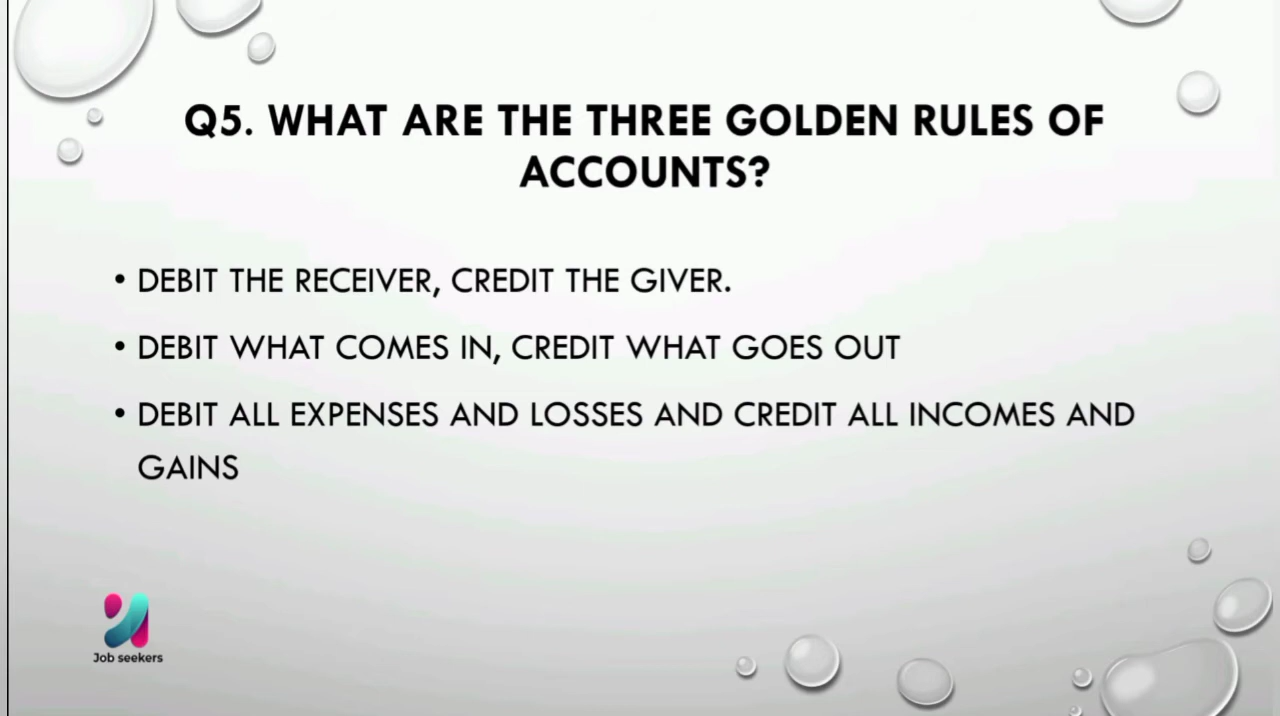 Q5. WHAT ARE THE THREE GOLDEN RULES OF
ACCOUNTS?
• DEBIT THE RECEIVER, CREDIT THE GIVER.
• DEBIT WHAT COMES IN, CREDIT WHAT GOES OUT
• DEBIT ALL EXPENSES AND LOSSES AND CREDIT ALL INCOMES AND
GAINS
Job seekers